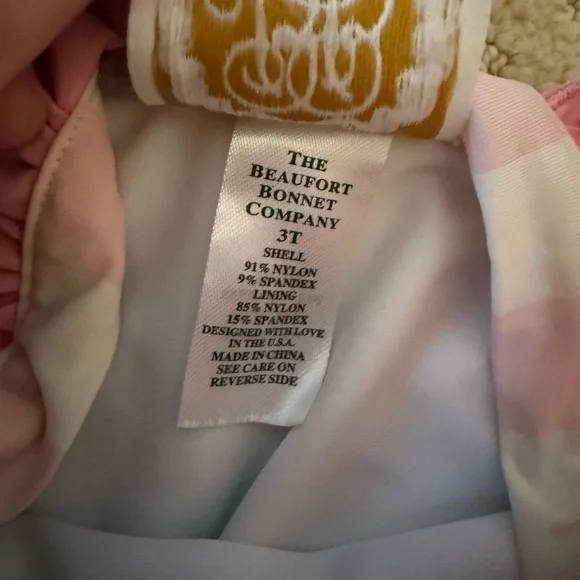 THE
BEAUFORT
BONNET
COMPANY
3T
SHELL
91% NYLON
9% SPANDEX
LINING
85% NYLON
15% SPANDEX
DESIGNED WITH LOVE
IN THE U.S.A.
MADE IN CHINA
SEE CARE ON
REVERSE SIDE